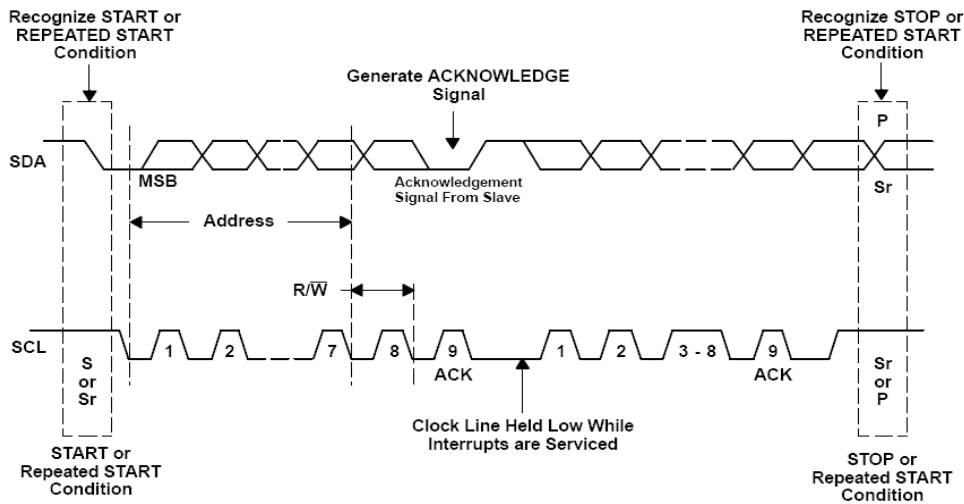 Recognize START or
REPEATED START
Condition
Recognize STOP or
REPEATED START
Condition
Generate ACKNOWLEDGE
Signal
P
SDA
MSB
Acknowledgement
Signal From Slave
Sr
Address
R/W̅
SCL
1
2
7
8
9
1
2
3 - 8
9
S
or
Sr
ACK
ACK
Sr
or
P
Clock Line Held Low While
Interrupts are Serviced
START or
Repeated START
Condition
STOP or
Repeated START
Condition